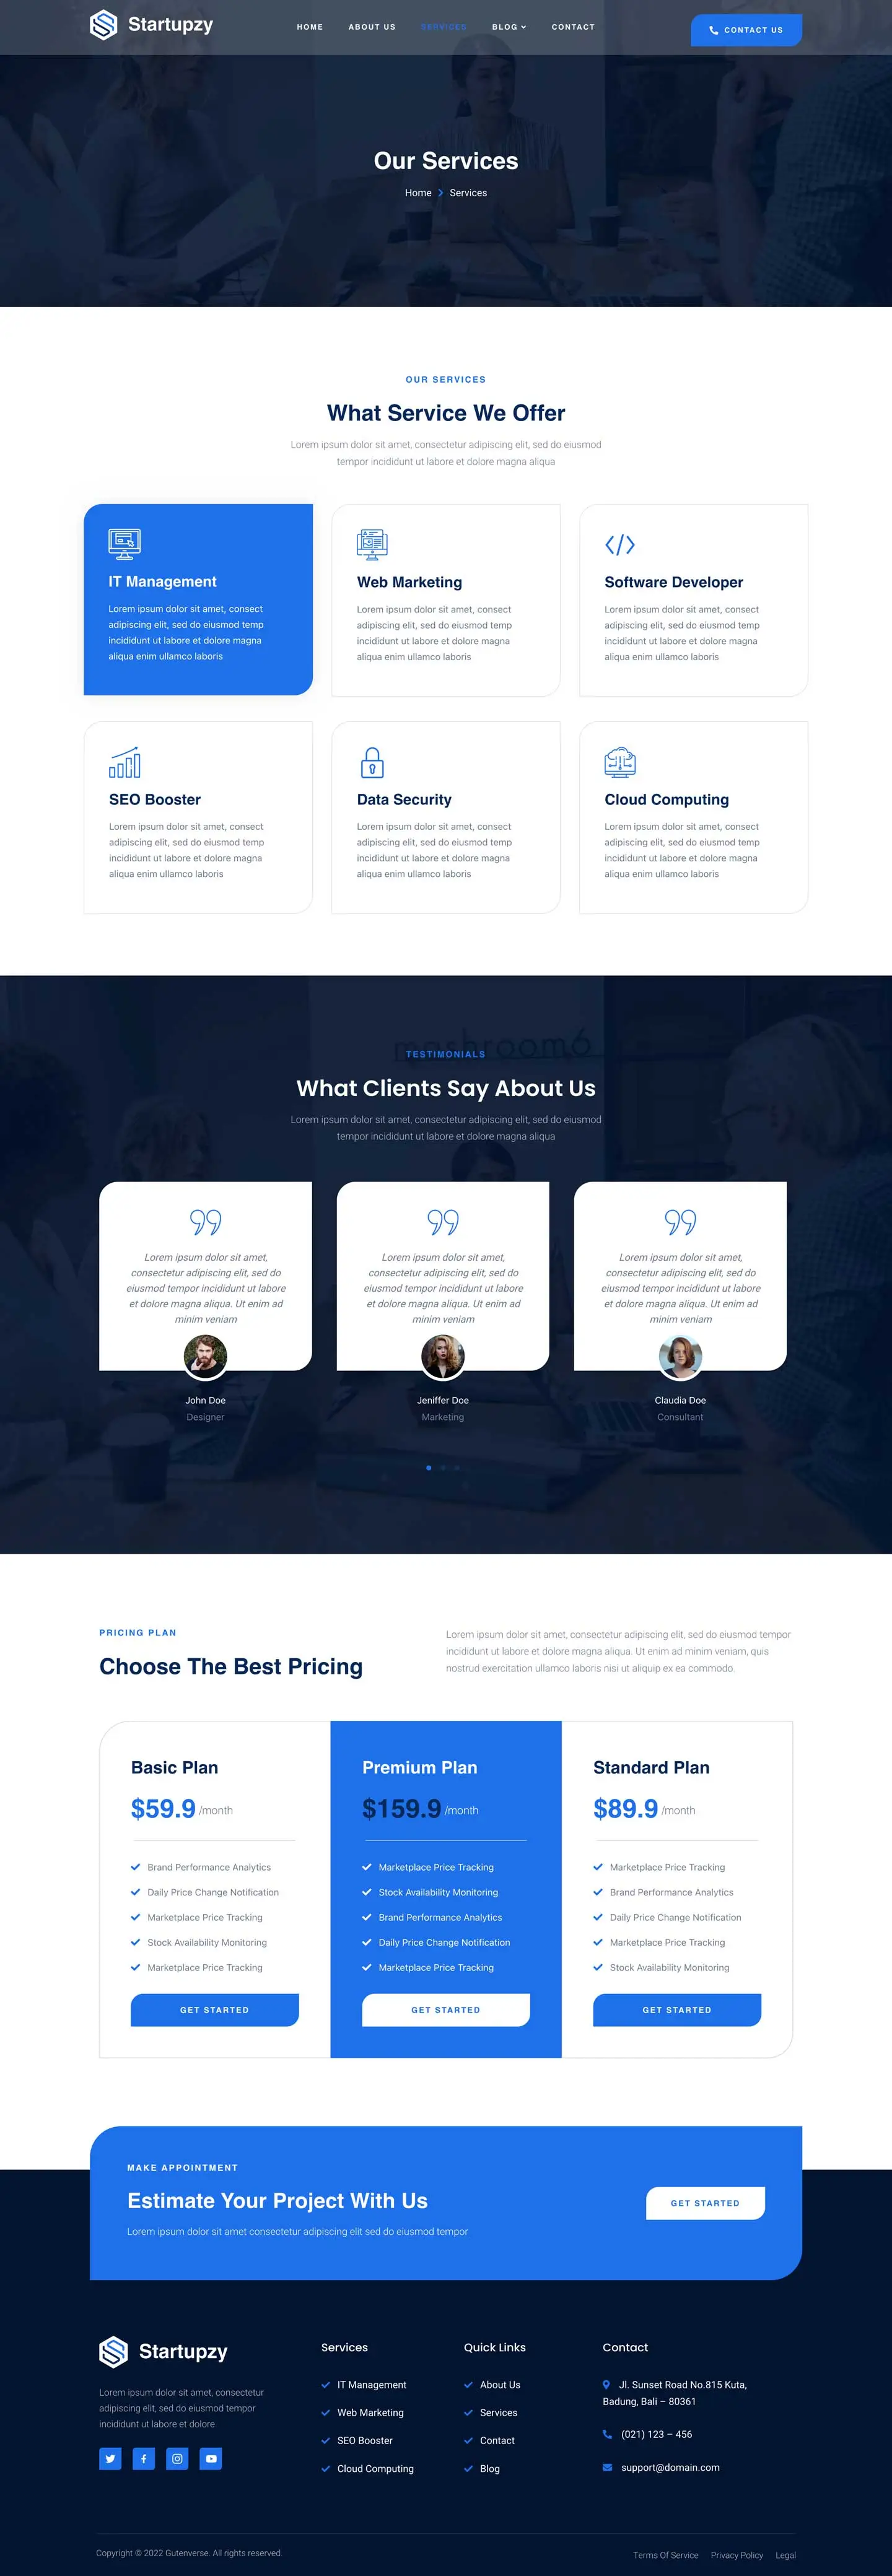 Startupzy
HOME
ABOUT US
SERVICES
BLOG
CONTACT
CONTACT US
Our Services
Home
Services
OUR SERVICES
What Service We Offer
Lorem ipsum dolor sit amet, consectetur adipiscing elit, sed do eiusmod
tempor incididunt ut labore et dolore magna aliqua
IT Management
Lorem ipsum dolor sit amet, consect
adipiscing elit, sed do eiusmod temp
incididunt ut labore et dolore magna
aliqua enim ullamco laboris
Web Marketing
Lorem ipsum dolor sit amet, consect
adipiscing elit, sed do eiusmod temp
incididunt ut labore et dolore magna
aliqua enim ullamco laboris
Software Developer
Lorem ipsum dolor sit amet, consect
adipiscing elit, sed do eiusmod temp
incididunt ut labore et dolore magna
aliqua enim ullamco laboris
SEO Booster
Lorem ipsum dolor sit amet, consect
adipiscing elit, sed do eiusmod temp
incididunt ut labore et dolore magna
aliqua enim ullamco laboris
Data Security
Lorem ipsum dolor sit amet, consect
adipiscing elit, sed do eiusmod temp
incididunt ut labore et dolore magna
aliqua enim ullamco laboris
Cloud Computing
Lorem ipsum dolor sit amet, consect
adipiscing elit, sed do eiusmod temp
incididunt ut labore et dolore magna
aliqua enim ullamco laboris
TESTIMONIALS
What Clients Say About Us
Lorem ipsum dolor sit amet, consectetur adipiscing elit, sed do eiusmod
tempor incididunt ut labore et dolore magna aliqua
Lorem ipsum dolor sit amet,
consectetur adipiscing elit, sed do
eiusmod tempor incididunt ut labore
et dolore magna aliqua. Ut enim ad
minim veniam
John Doe
Designer
Lorem ipsum dolor sit amet,
consectetur adipiscing elit, sed do
eiusmod tempor incididunt ut labore
et dolore magna aliqua. Ut enim ad
minim veniam
Jeniffer Doe
Marketing
Lorem ipsum dolor sit amet,
consectetur adipiscing elit, sed do
eiusmod tempor incididunt ut labore
et dolore magna aliqua. Ut enim ad
minim veniam
Claudia Doe
Consultant
PRICING PLAN
Choose The Best Pricing
Lorem ipsum dolor sit amet, consectetur adipiscing elit, sed do eiusmod tempor
incididunt ut labore et dolore magna aliqua. Ut enim ad minim veniam, quis
nostrud exercitation ullamco laboris nisi ut aliquip ex ea commodo.
Basic Plan
$59.9 /month
Brand Performance Analytics
Daily Price Change Notification
Marketplace Price Tracking
Stock Availability Monitoring
Marketplace Price Tracking
GET STARTED
Premium Plan
$159.9 /month
Marketplace Price Tracking
Stock Availability Monitoring
Brand Performance Analytics
Daily Price Change Notification
Marketplace Price Tracking
GET STARTED
Standard Plan
$89.9 /month
Marketplace Price Tracking
Brand Performance Analytics
Daily Price Change Notification
Marketplace Price Tracking
Stock Availability Monitoring
GET STARTED
MAKE APPOINTMENT
Estimate Your Project With Us
Lorem ipsum dolor sit amet consectetur adipiscing elit sed do eiusmod tempor
GET STARTED
Startupzy
Lorem ipsum dolor sit amet, consectetur
adipiscing elit, sed do eiusmod tempor
incididunt ut labore et dolore
Services
IT Management
Web Marketing
SEO Booster
Cloud Computing
Quick Links
About Us
Services
Contact
Blog
Contact
Jl. Sunset Road No.815 Kuta,
Badung, Bali – 80361
(021) 123 – 456
support@domain.com
Copyright © 2022 Gutenverse. All rights reserved.
Terms Of Service
Privacy Policy
Legal